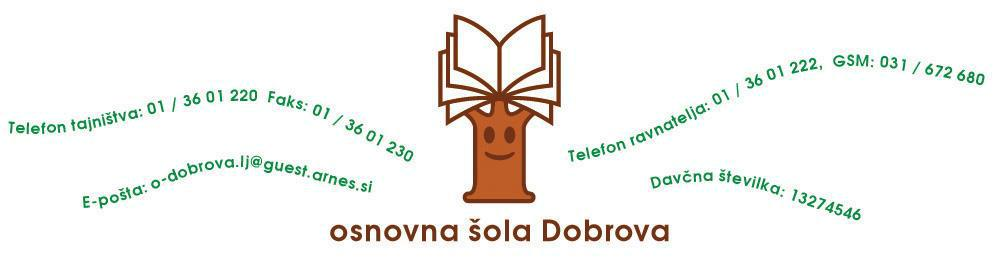 Telefon tajništva: 01 / 36 01 220 Faks: 01 / 36 01 230
E-pošta: o-dobrova.lj@guest.arnes.si
Telefon ravnatelja: 01 / 36 01 222, GSM: 031 / 672 680
Davčna številka: 13274546
osnovna šola Dobrova